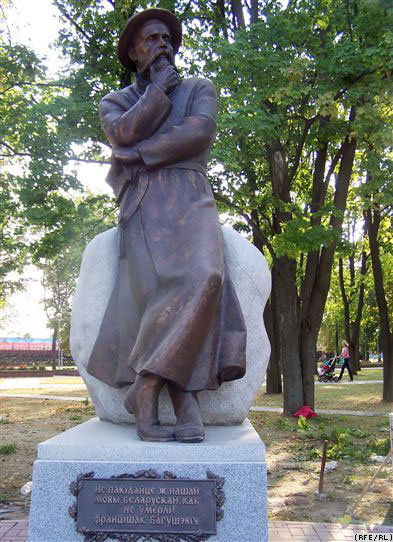 Не пакідайце ж нашай
мовы беларускай каб
не ўмерлі!
францішак багушэвіч
(RFE/RL)